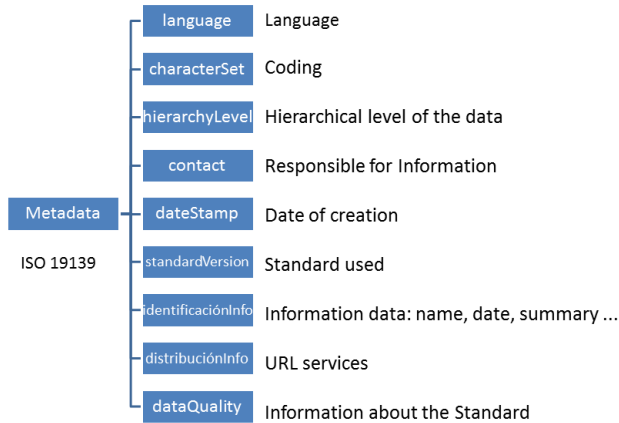 language Language
characterSet Coding
hierarchyLevel Hierarchical level of the data
contact Responsible for Information
Metadata dateStamp Date of creation
ISO 19139 standardVersion Standard used
identificaciónInfo Information data: name, date, summary ...
distribuciónInfo URL services
dataQuality Information about the Standard